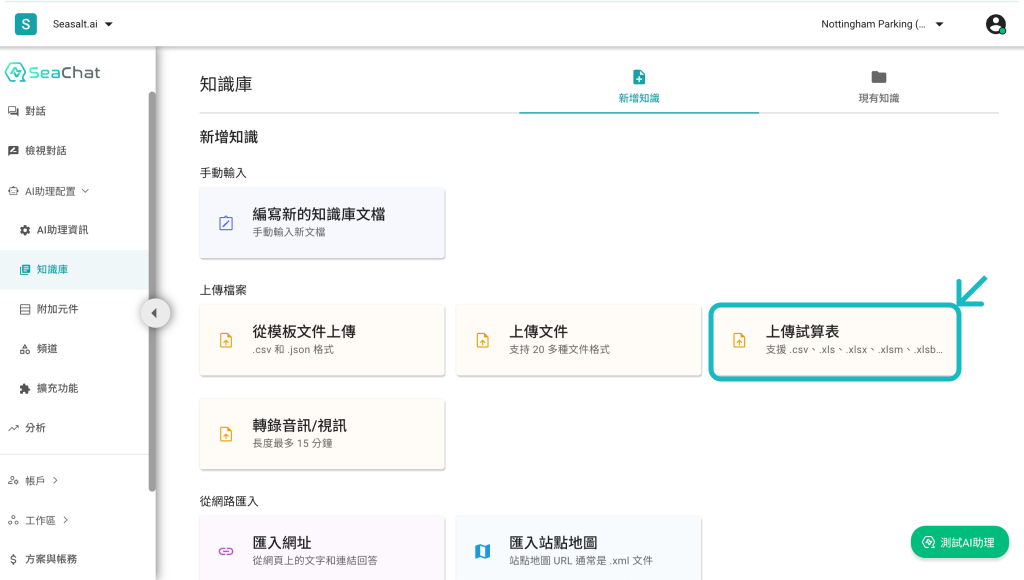 S Seasalt.ai
Nottingham Parking (...
SeaChat
對話
檢視對話
AI助理配置
AI助理資訊
知識庫
附加元件
頻道
擴充功能
分析
帳戶
工作區
方案與帳務
知識庫
新增知識
現有知識
新增知識
手動輸入
編寫新的知識庫文檔
手動輸入新文檔
上傳檔案
從模板文件上傳
.csv 和 .json 格式
上傳文件
支持 20 多種文件格式
上傳試算表
支援 .csv、.xls、.xlsx、.xlsm、.xlsb...
轉錄音訊/視訊
長度最多 15 分鐘
從網路匯入
匯入網址
從網頁上的文字和連結回答
匯入站點地圖
站點地圖 URL 通常是 .xml 文件
測試AI助理